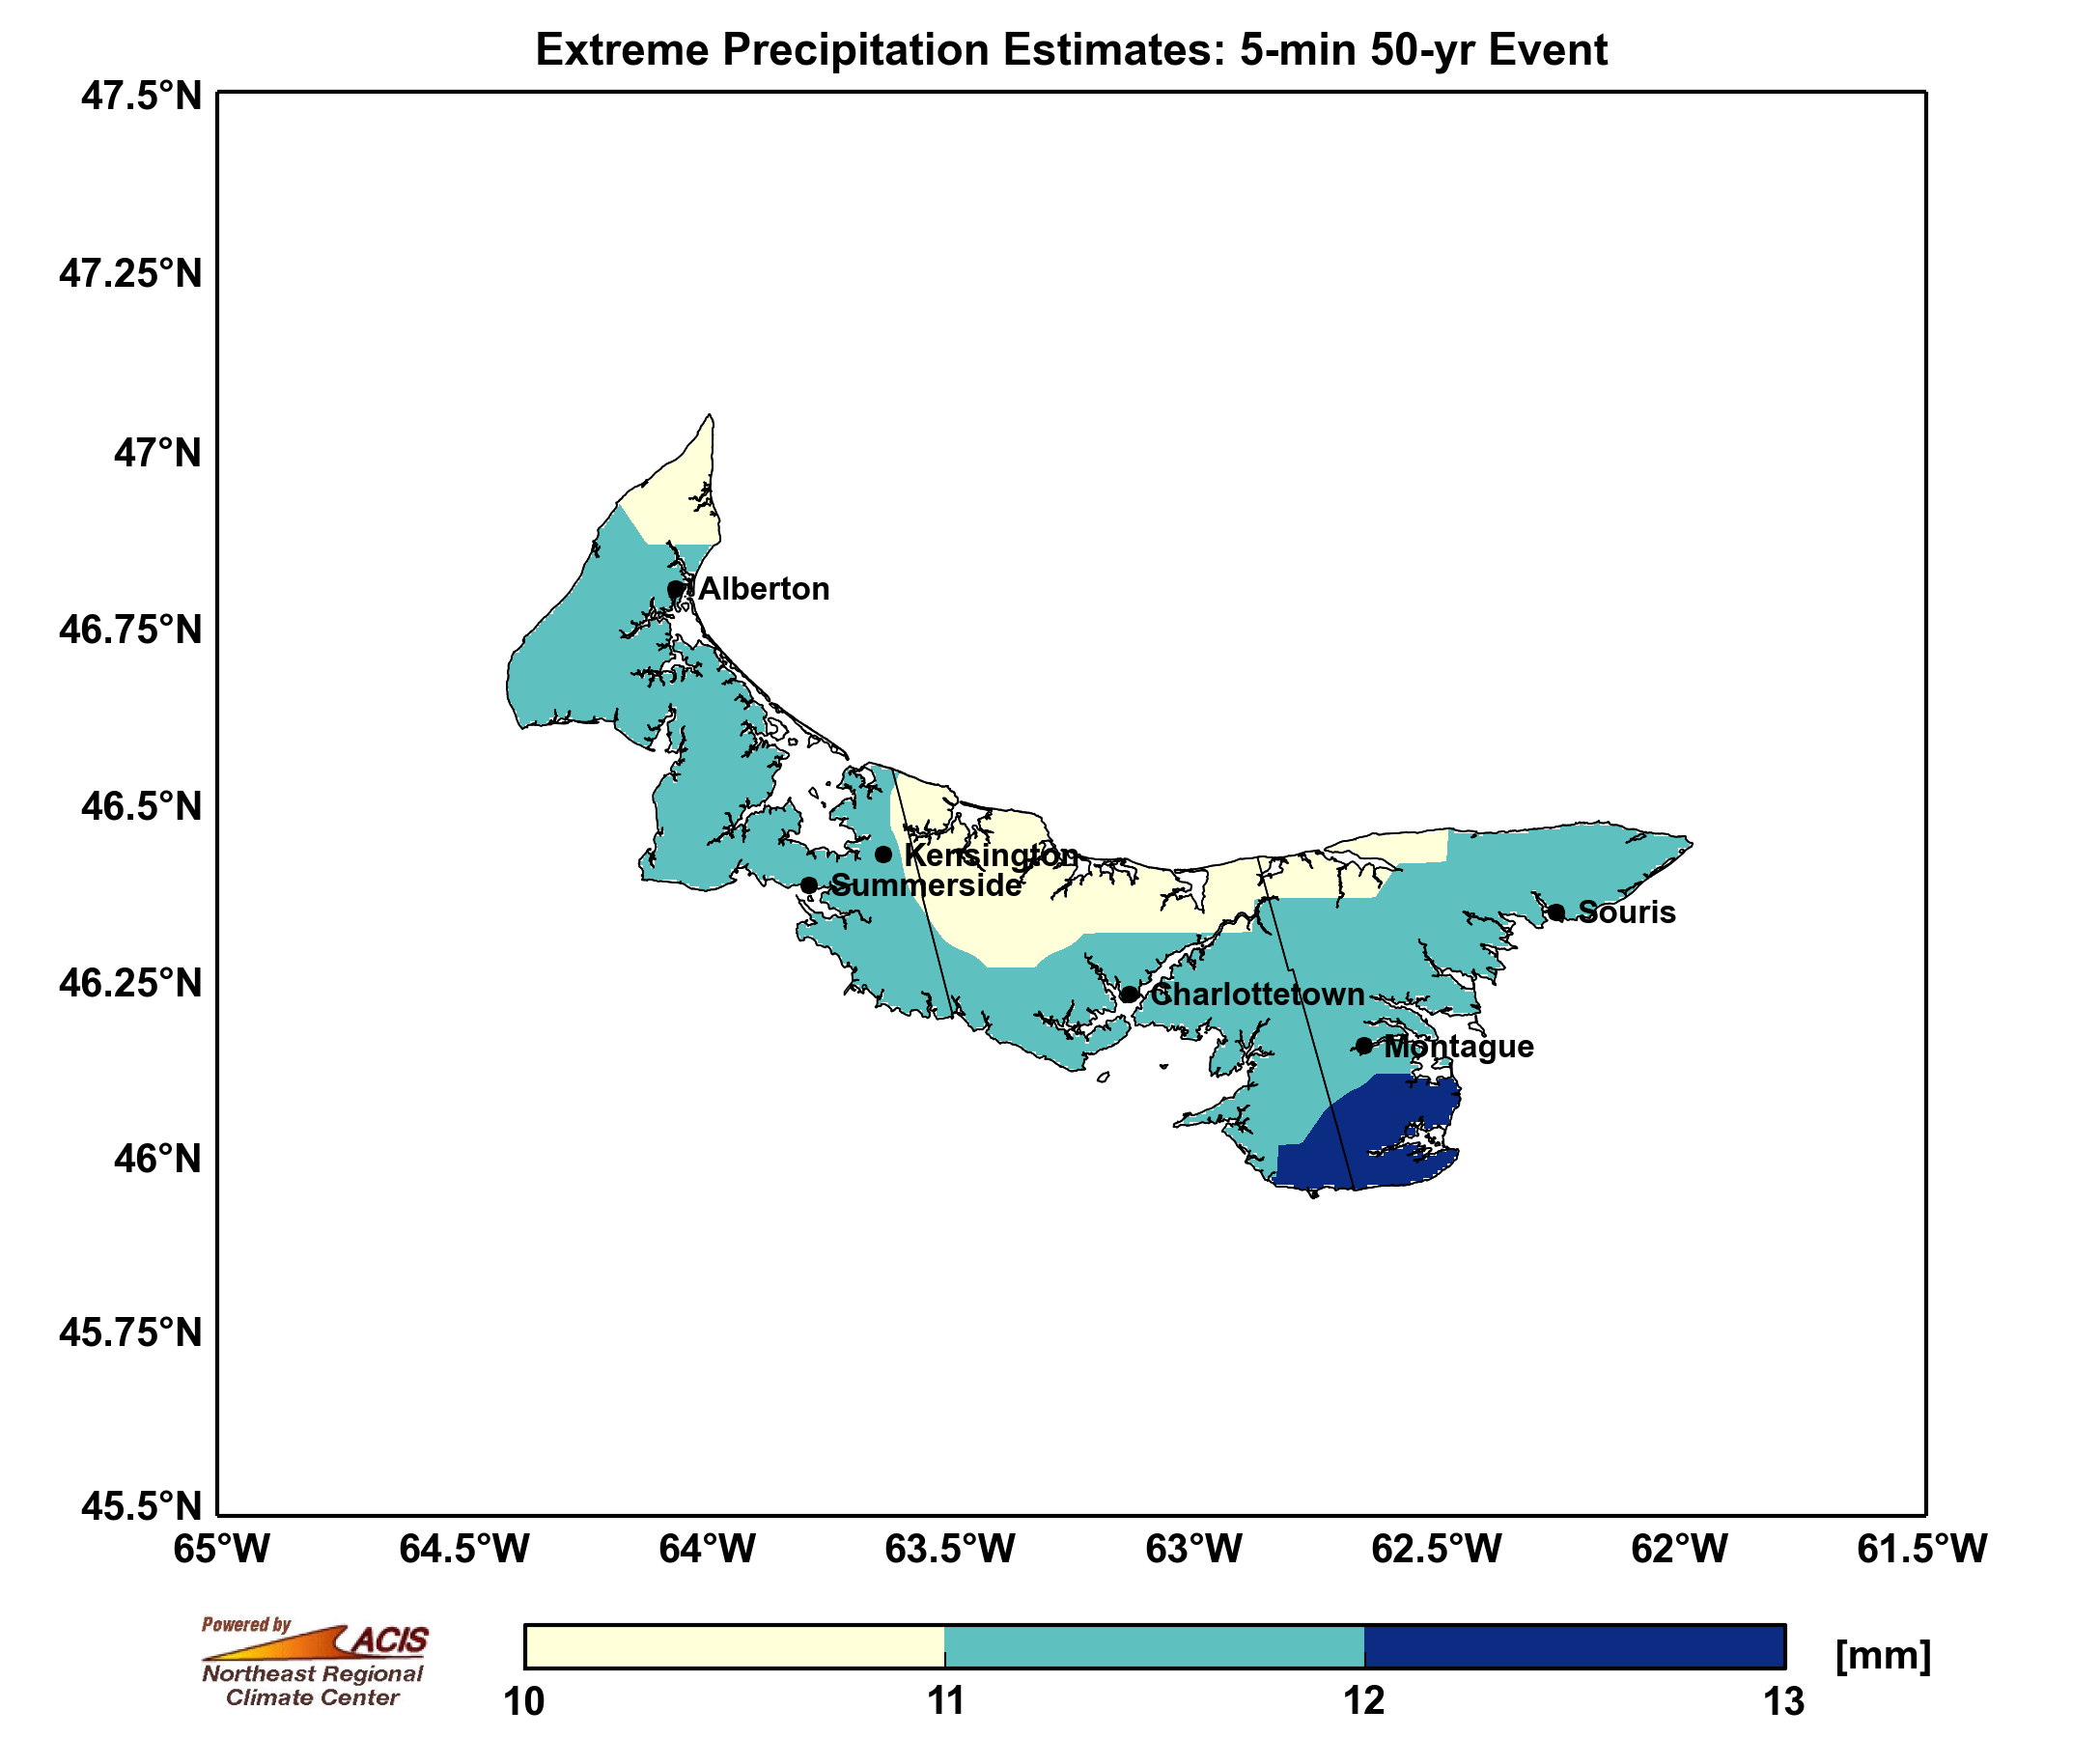 Extreme Precipitation Estimates: 5-min 50-yr Event
47.5°N
47.25°N
47°N
46.75°N
46.5°N
46.25°N
46°N
45.75°N
45.5°N
Alberton
Kensington
Summerside
Souris
Charlottetown
Montague
65°W 64.5°W 64°W 63.5°W 63°W 62.5°W 62°W 61.5°W
Powered by
ACIS
Northeast Regional
Climate Center
[mm]
10 11 12 13